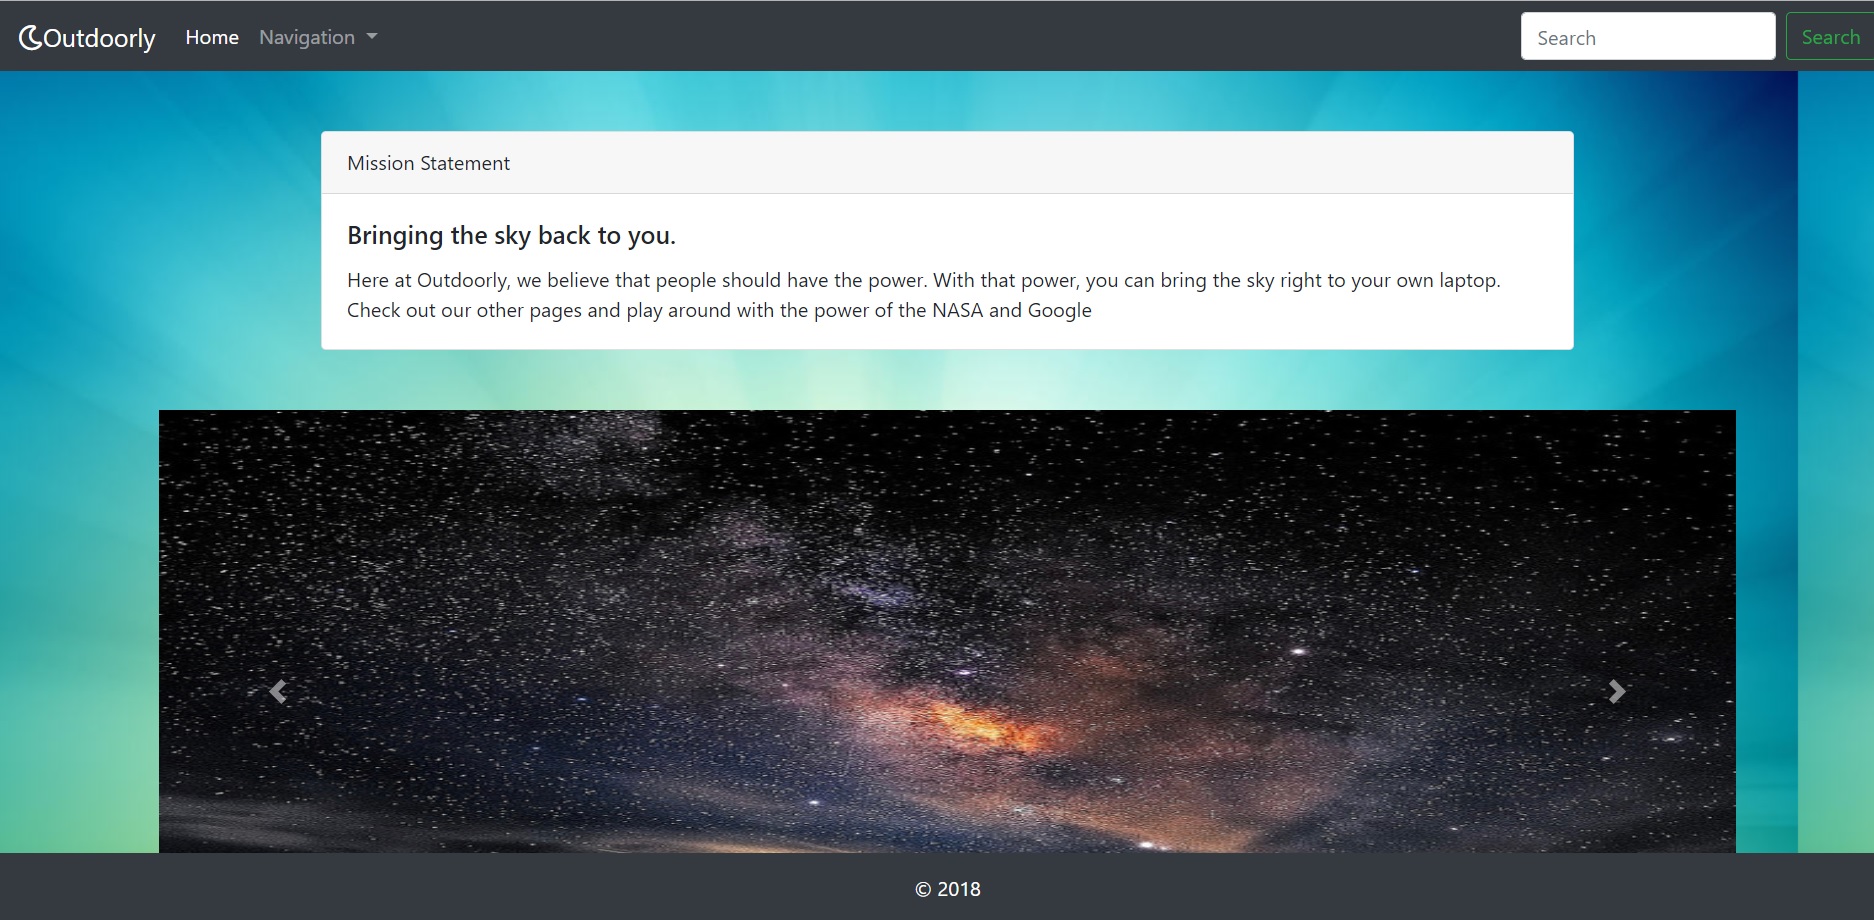 Outdoorly Home Navigation Search Search
Mission Statement
Bringing the sky back to you.
Here at Outdoorly, we believe that people should have the power. With that power, you can bring the sky right to your own laptop.
Check out our other pages and play around with the power of the NASA and Google
© 2018